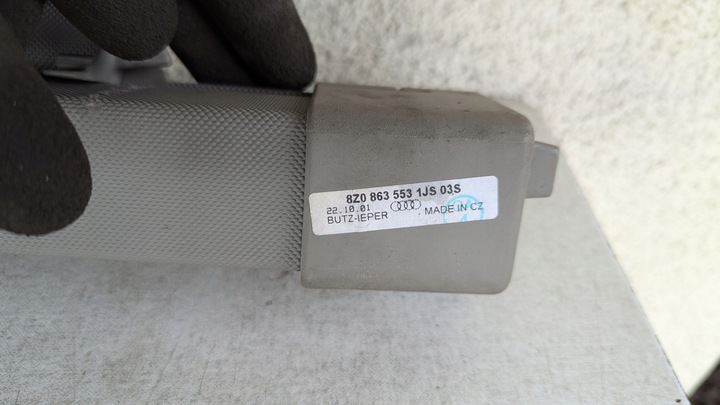 8Z0 863 553 1JS 03S
22.10.01
BUTZ-IEPER MADE IN CZ